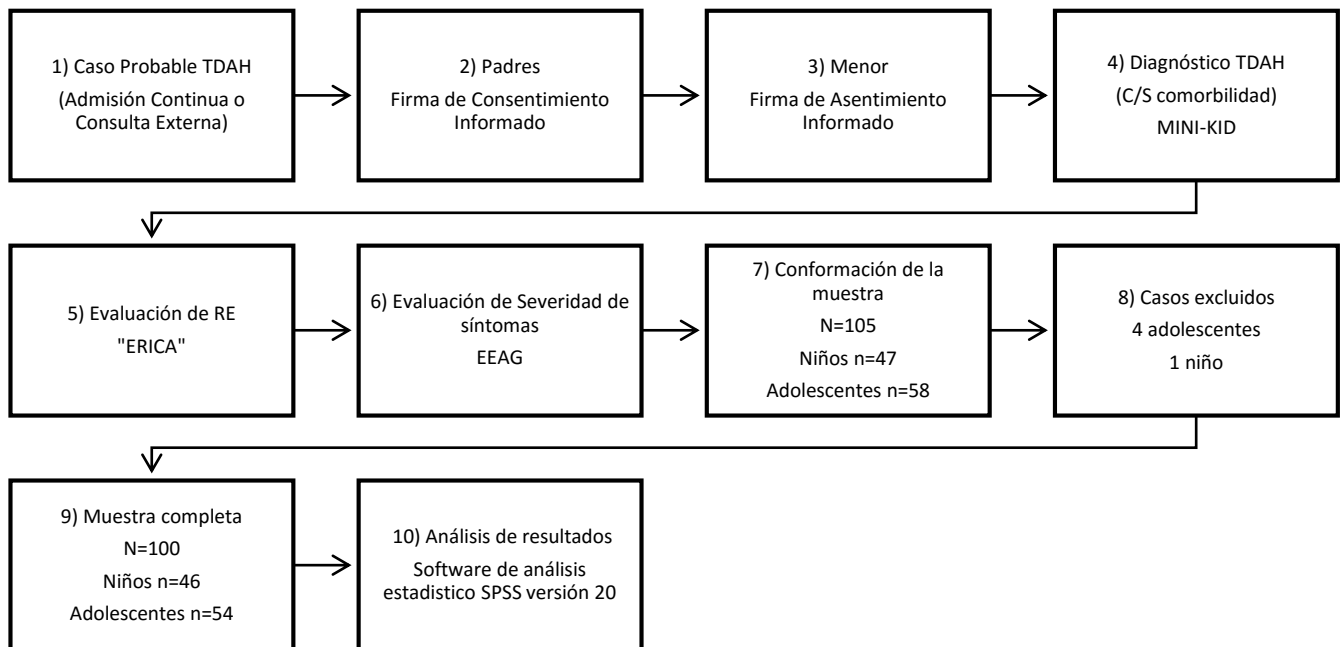 1) Caso Probable TDAH
(Admisión Continua o
Consulta Externa)
2) Padres
Firma de Consentimiento
Informado
3) Menor
Firma de Asentimiento
Informado
4) Diagnóstico TDAH
(C/S comorbilidad)
MINI-KID
5) Evaluación de RE
"ERICA"
6) Evaluación de Severidad de
síntomas
EEAG
7) Conformación de la
muestra
N=105
Niños n=47
Adolescentes n=58
8) Casos excluidos
4 adolescentes
1 niño
9) Muestra completa
N=100
Niños n=46
Adolescentes n=54
10) Análisis de resultados
Software de análisis
estadistico SPSS versión 20